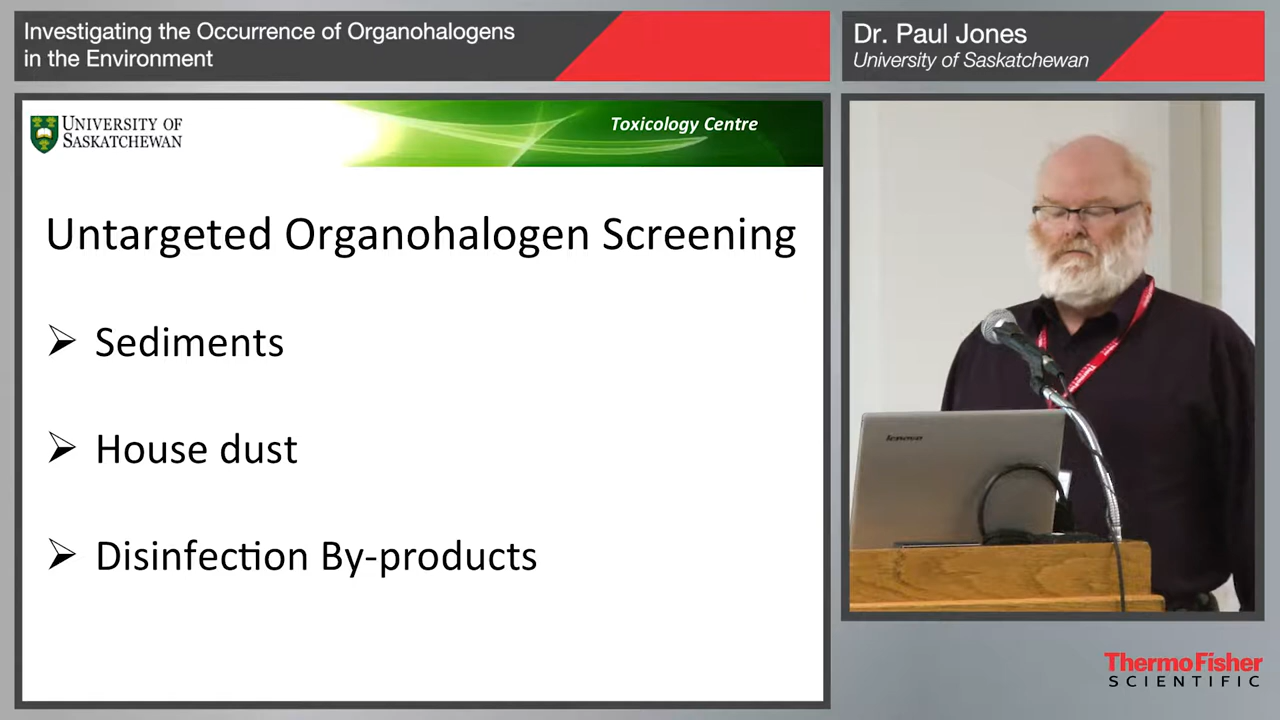 Investigating the Occurrence of Organohalogens
in the Environment
Dr. Paul Jones
University of Saskatchewan
UNIVERSITY OF
SASKATCHEWAN
Toxicology Centre
Untargeted Organohalogen Screening
➢ Sediments
➢ House dust
➢ Disinfection By-products
lenovo
ThermoFisher
SCIENTIFIC